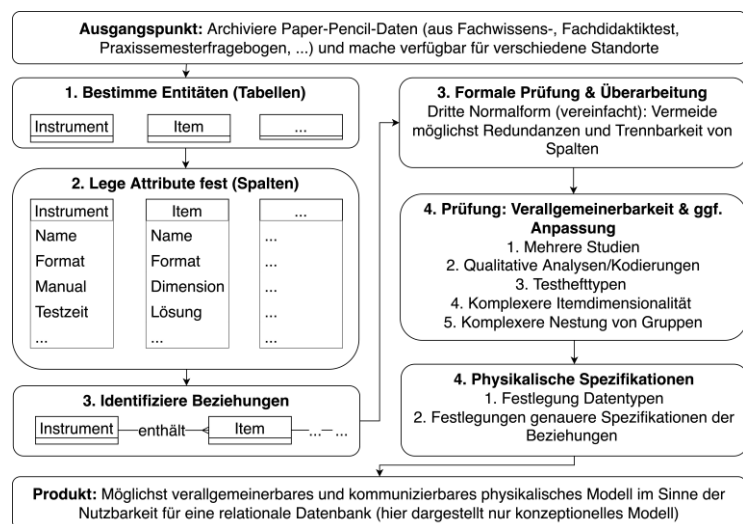 Ausgangspunkt: Archiviere Paper-Pencil-Daten (aus Fachwissens-, Fachdidaktiktest,
Praxissemesterfragebogen, ...) und mache verfügbar für verschiedene Standorte
1. Bestimme Entitäten (Tabellen)
Instrument Item ...
2. Lege Attribute fest (Spalten)
Instrument Item ...
Name Name ...
Format Format ...
Manual Dimension ...
Testzeit Lösung ...
... ... ...
3. Identifiziere Beziehungen
Instrument enthält Item ... ...
3. Formale Prüfung & Überarbeitung
Dritte Normalform (vereinfacht): Vermeide
möglichst Redundanzen und Trennbarkeit von
Spalten
4. Prüfung: Verallgemeinerbarkeit & ggf.
Anpassung
1. Mehrere Studien
2. Qualitative Analysen/Kodierungen
3. Testhefttypen
4. Komplexere Itemdimensionalität
5. Komplexere Nestung von Gruppen
4. Physikalische Spezifikationen
1. Festlegung Datentypen
2. Festlegungen genauere Spezifikationen der
Beziehungen
Produkt: Möglichst verallgemeinerbares und kommunizierbares physikalisches Modell im Sinne der
Nutzbarkeit für eine relationale Datenbank (hier dargestellt nur konzeptionelles Modell)